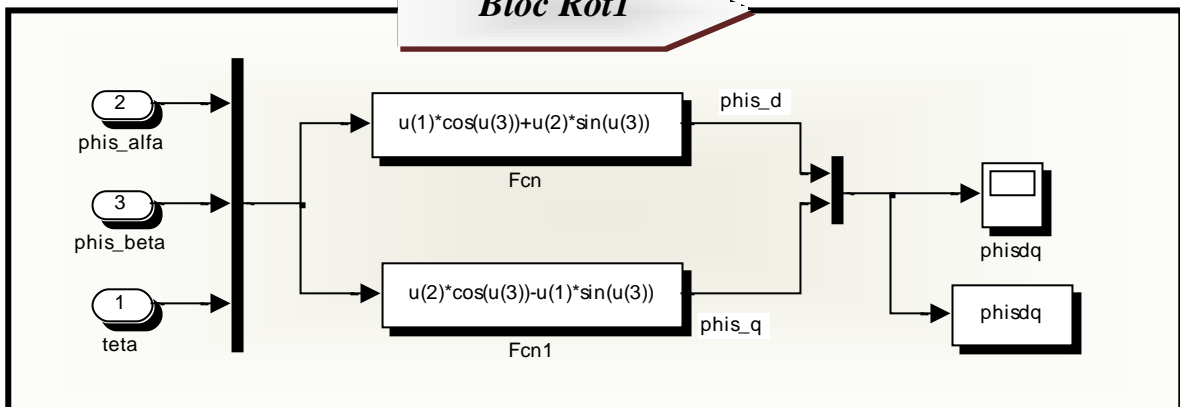 Bloc Rot1
2
phis_alfa
3
phis_beta
1
teta
u(1)*cos(u(3))+u(2)*sin(u(3))
Fcn
u(2)*cos(u(3))-u(1)*sin(u(3))
Fcn1
phis_d
phis_q
phisdq
phisdq